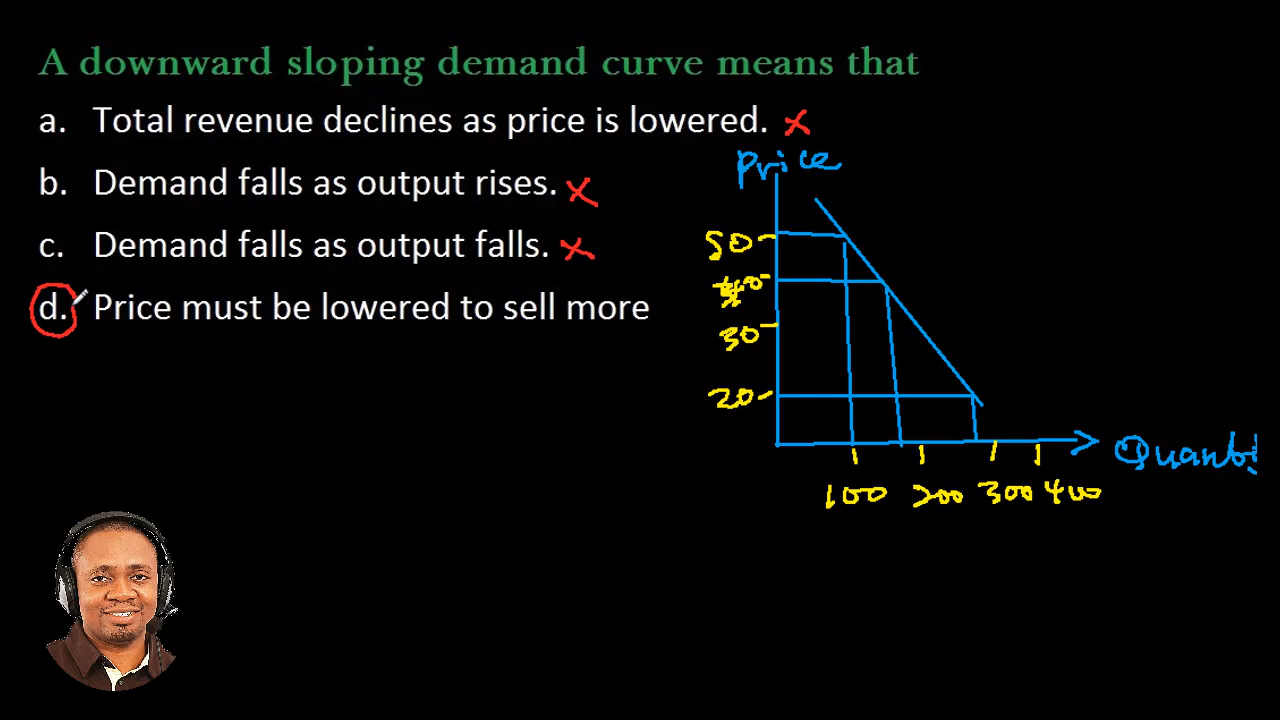 A downward sloping demand curve means that
a. Total revenue declines as price is lowered. x
b. Demand falls as output rises. x
c. Demand falls as output falls. x
d. Price must be lowered to sell more
Price
50
40
30
20
100 200 300 400